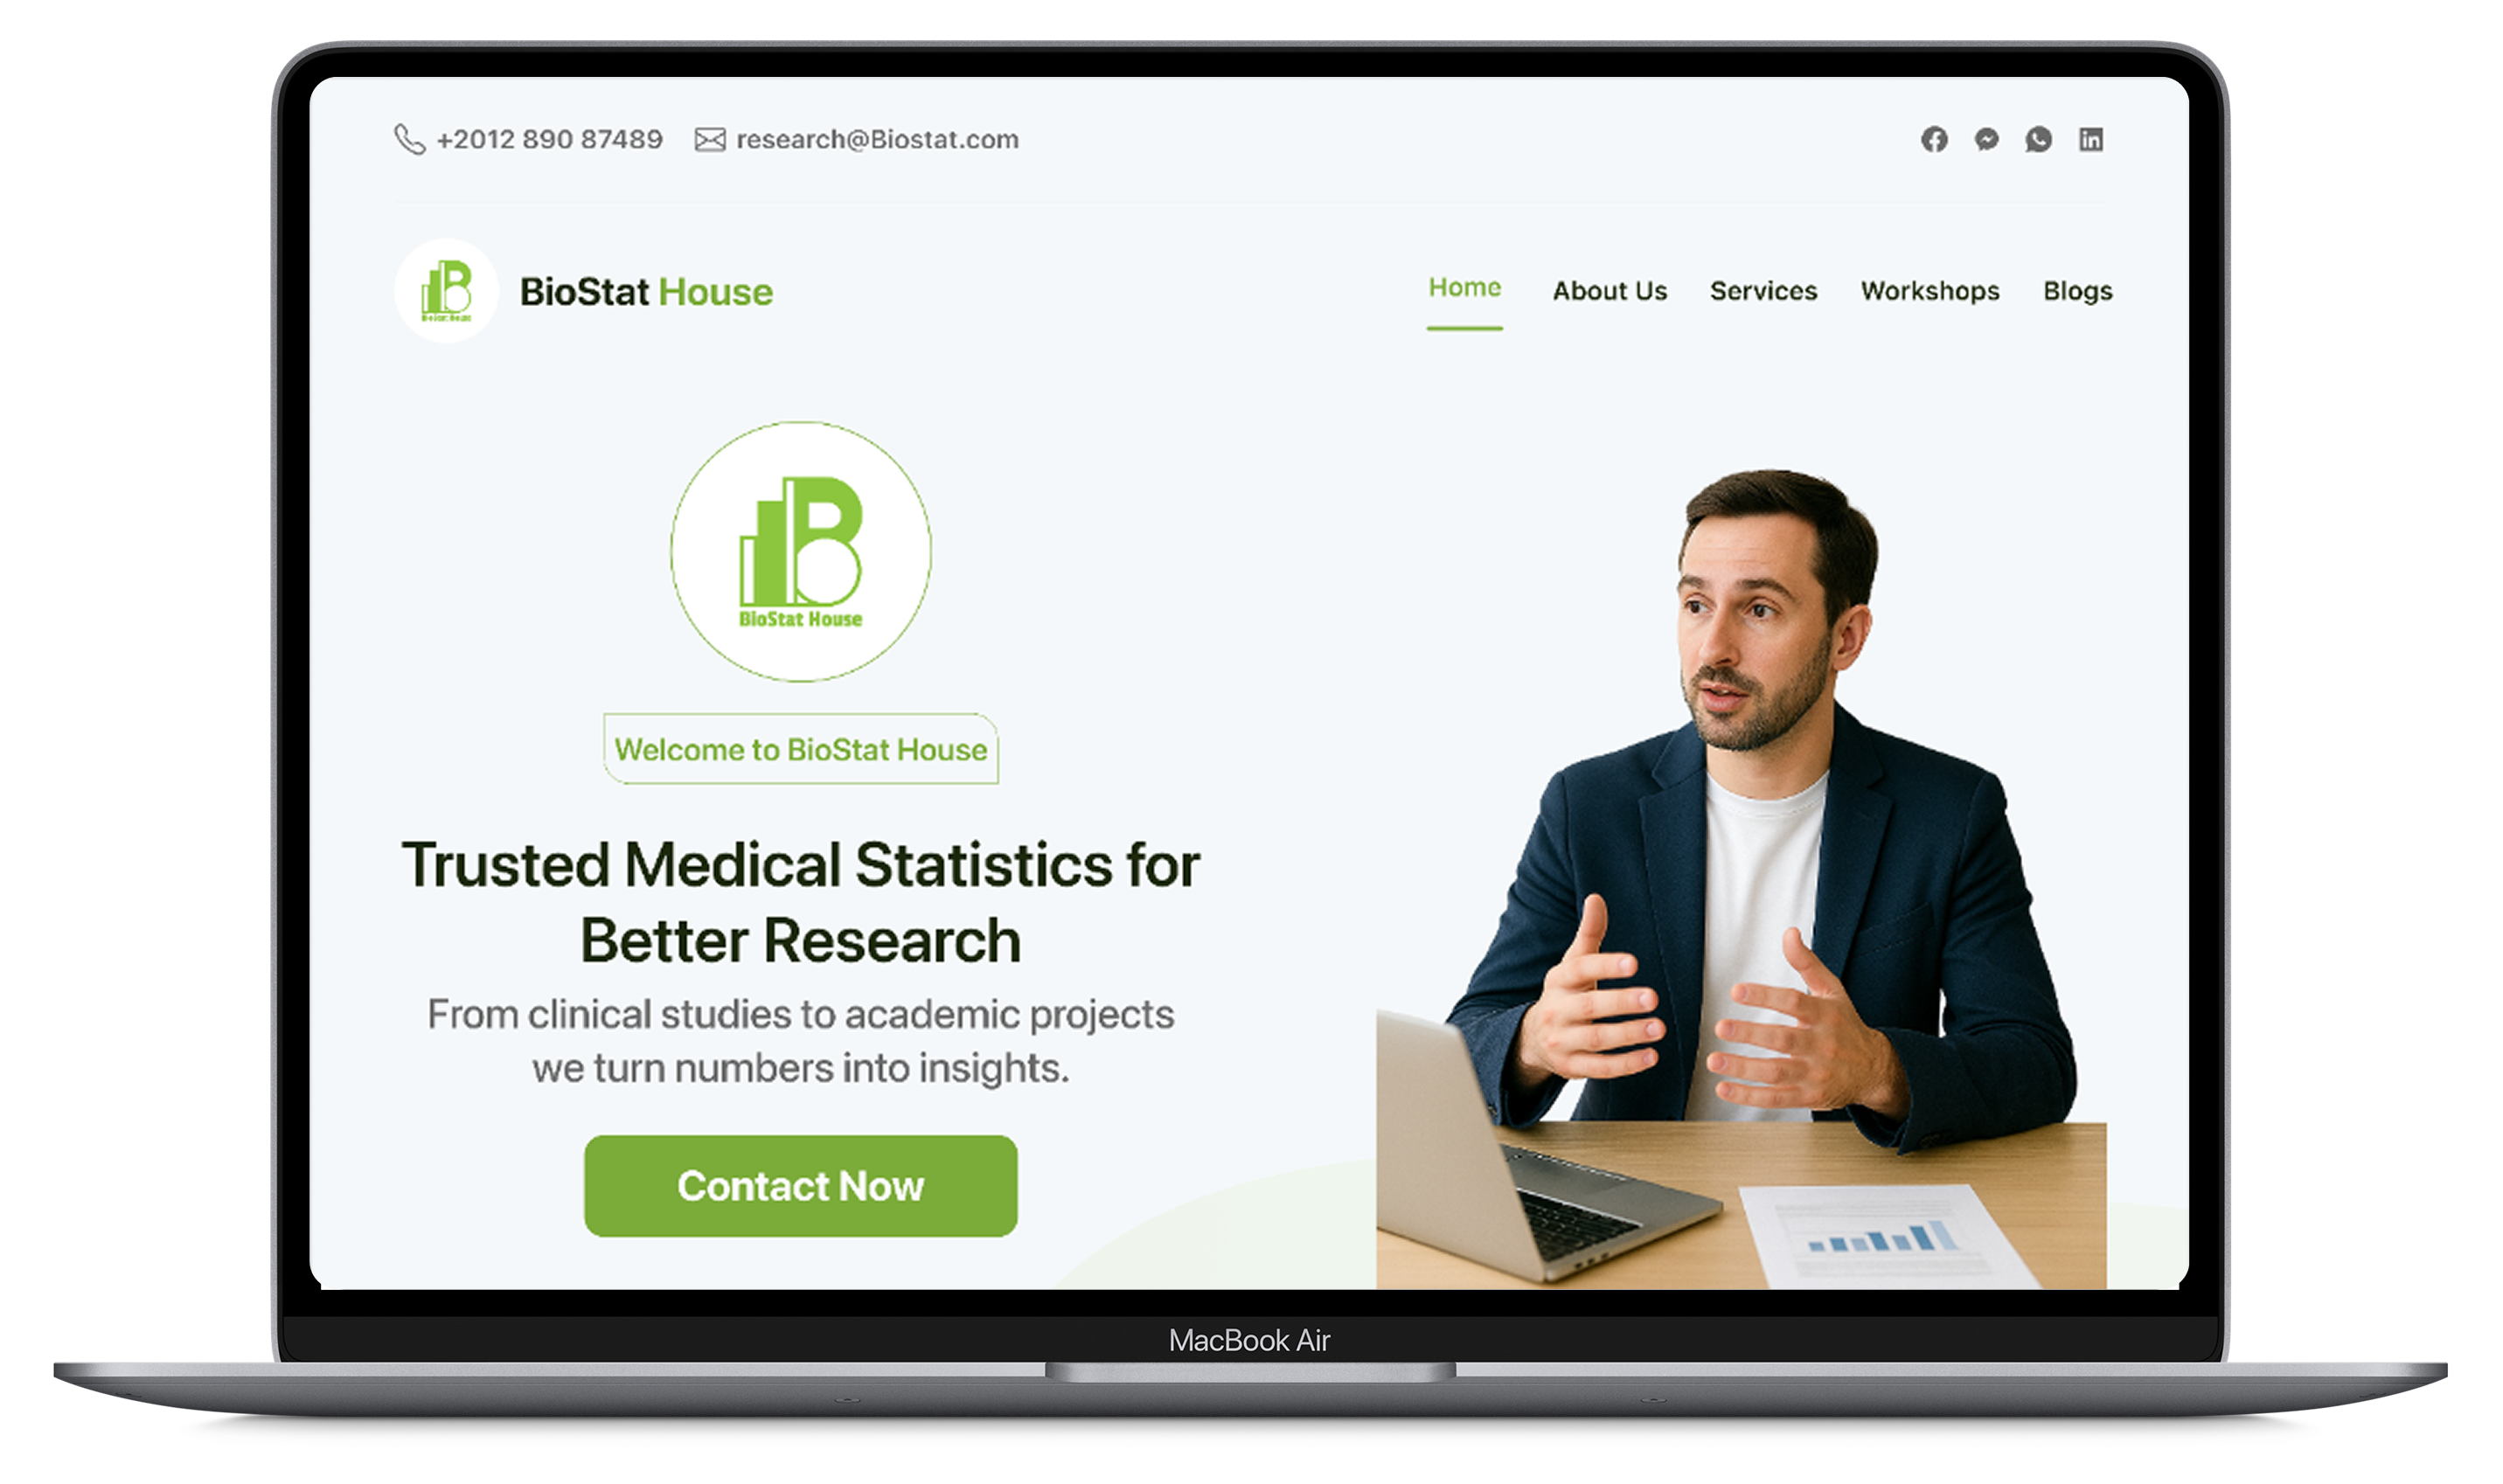 +2012 890 87489 research@Biostat.com
BioStat House
BioStat House
Home About Us Services Workshops Blogs
BioStat House
Welcome to BioStat House
Trusted Medical Statistics for
Better Research
From clinical studies to academic projects
we turn numbers into insights.
Contact Now
MacBook Air